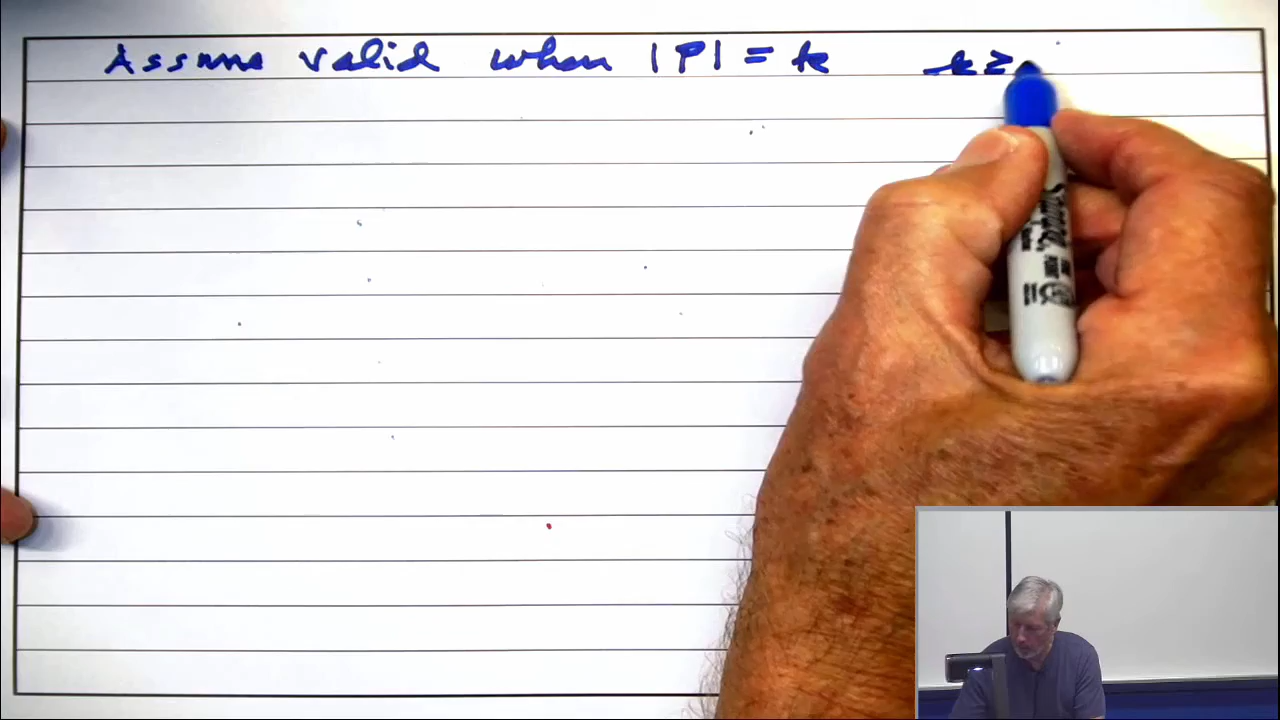 Assume valid when |P| = k k ≥